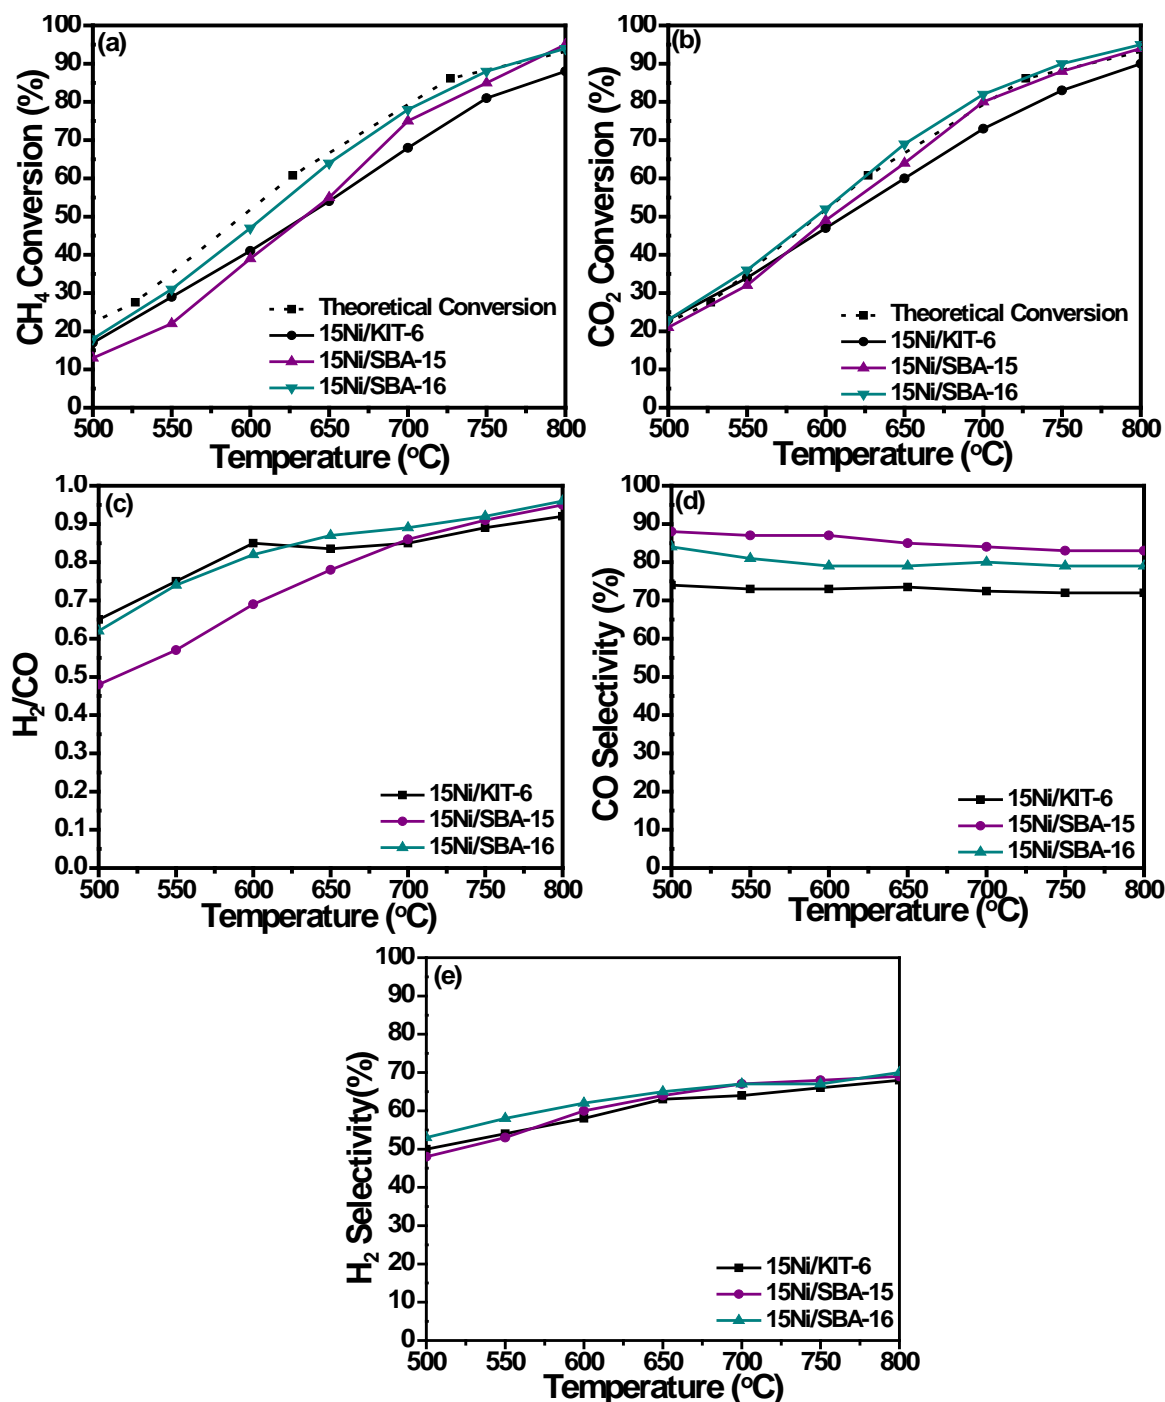 (a)
CH₄ Conversion (%)
100
90
80
70
60
50
40
30
20
10
0
Theoretical Conversion
15Ni/KIT-6
15Ni/SBA-15
15Ni/SBA-16
500 550 600 650 700 750 800
Temperature (°C)
(b)
CO₂ Conversion (%)
100
90
80
70
60
50
40
30
20
10
0
Theoretical Conversion
15Ni/KIT-6
15Ni/SBA-15
15Ni/SBA-16
500 550 600 650 700 750 800
Temperature (°C)
(c)
H₂/CO
1.0
0.9
0.8
0.7
0.6
0.5
0.4
0.3
0.2
0.1
0.0
15Ni/KIT-6
15Ni/SBA-15
15Ni/SBA-16
500 550 600 650 700 750 800
Temperature (°C)
(d)
CO Selectivity (%)
100
90
80
70
60
50
40
30
20
10
0
15Ni/KIT-6
15Ni/SBA-15
15Ni/SBA-16
500 550 600 650 700 750 800
Temperature (°C)
(e)
H₂ Selectivity(%)
100
90
80
70
60
50
40
30
20
10
0
15Ni/KIT-6
15Ni/SBA-15
15Ni/SBA-16
500 550 600 650 700 750 800
Temperature (°C)